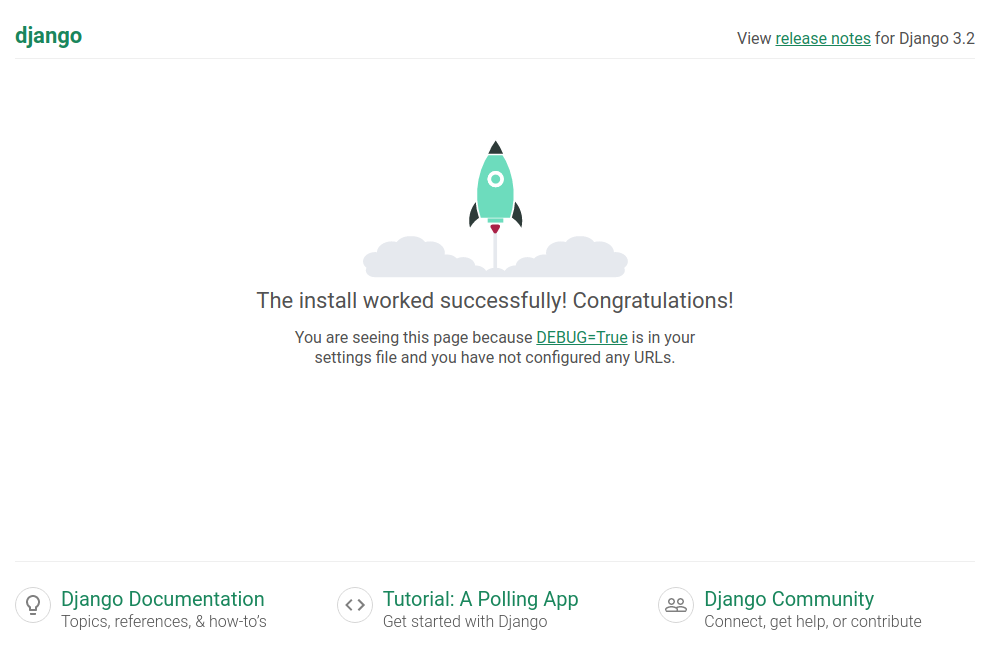 django
View release notes for Django 3.2
The install worked successfully! Congratulations!
You are seeing this page because DEBUG=True is in your
settings file and you have not configured any URLs.
Django Documentation
Topics, references, & how-to’s
Tutorial: A Polling App
Get started with Django
Django Community
Connect, get help, or contribute